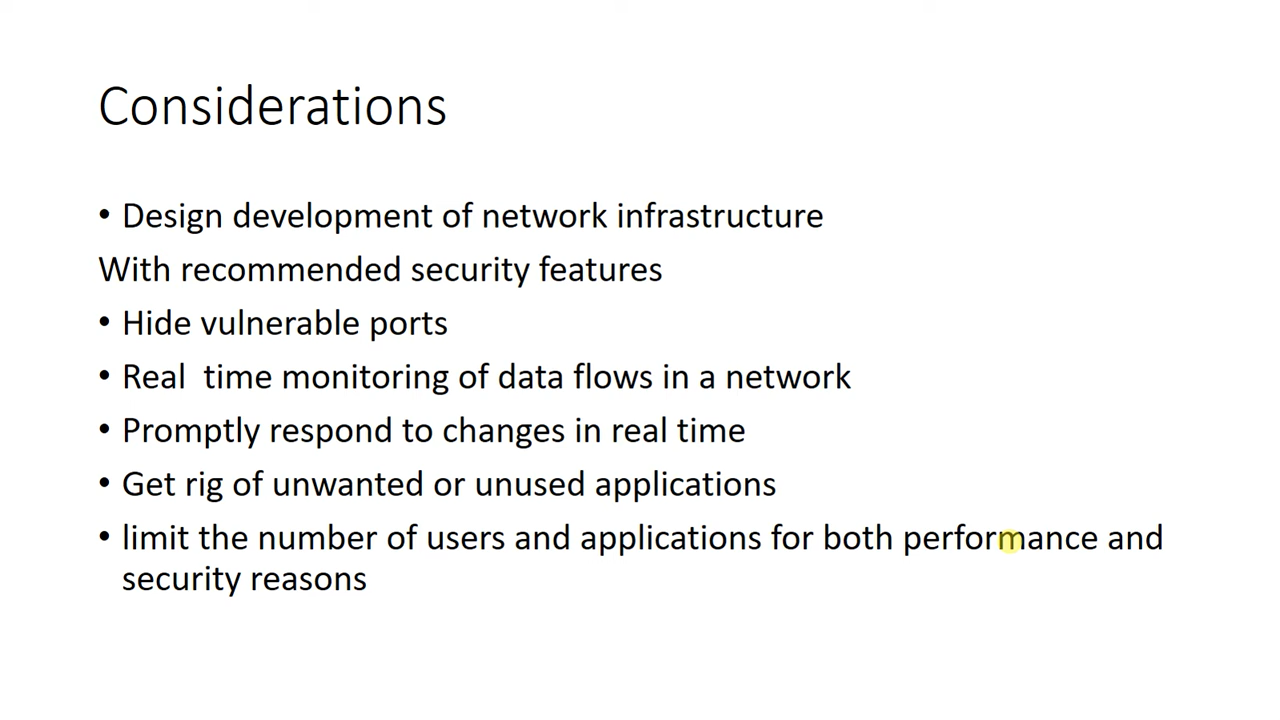 Considerations
• Design development of network infrastructure
With recommended security features
• Hide vulnerable ports
• Real  time monitoring of data flows in a network
• Promptly respond to changes in real time
• Get rig of unwanted or unused applications
• limit the number of users and applications for both performance and
security reasons